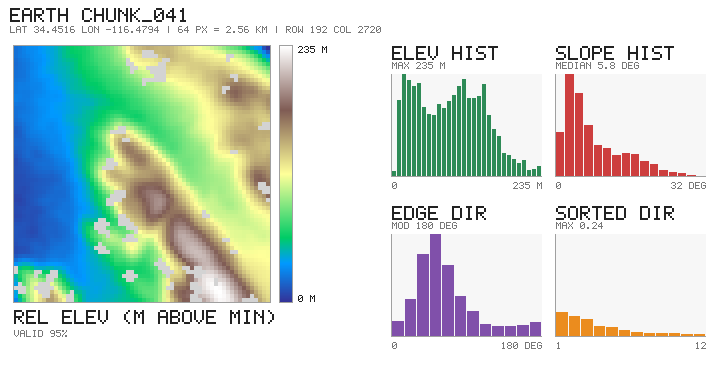 EARTH CHUNK_041
LAT 34.4516 LON -116.4794 | 64 PX = 2.56 KM | ROW 192 COL 2720
235 M
0 M
REL ELEV (M ABOVE MIN)
VALID 95%
ELEV HIST
MAX 235 M
0 235 M
SLOPE HIST
MEDIAN 5.8 DEG
0 32 DEG
EDGE DIR
MOD 180 DEG
0 180 DEG
SORTED DIR
MAX 0.24
1 12